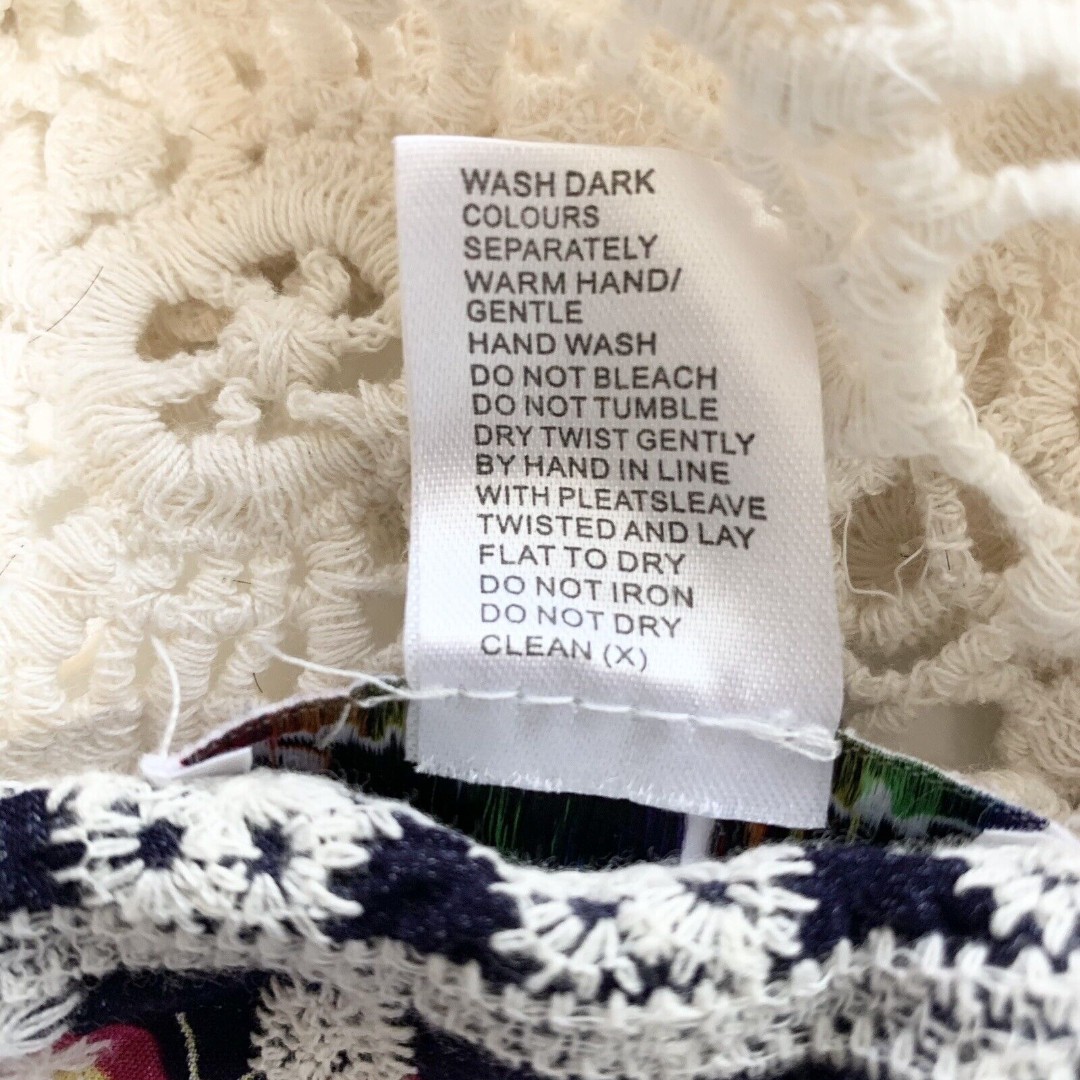 WASH DARK
COLOURS
SEPARATELY
WARM HAND/
GENTLE
HAND WASH
DO NOT BLEACH
DO NOT TUMBLE
DRY TWIST GENTLY
BY HAND IN LINE
WITH PLEATSLEAVE
TWISTED AND LAY
FLAT TO DRY
DO NOT IRON
DO NOT DRY
CLEAN (X)